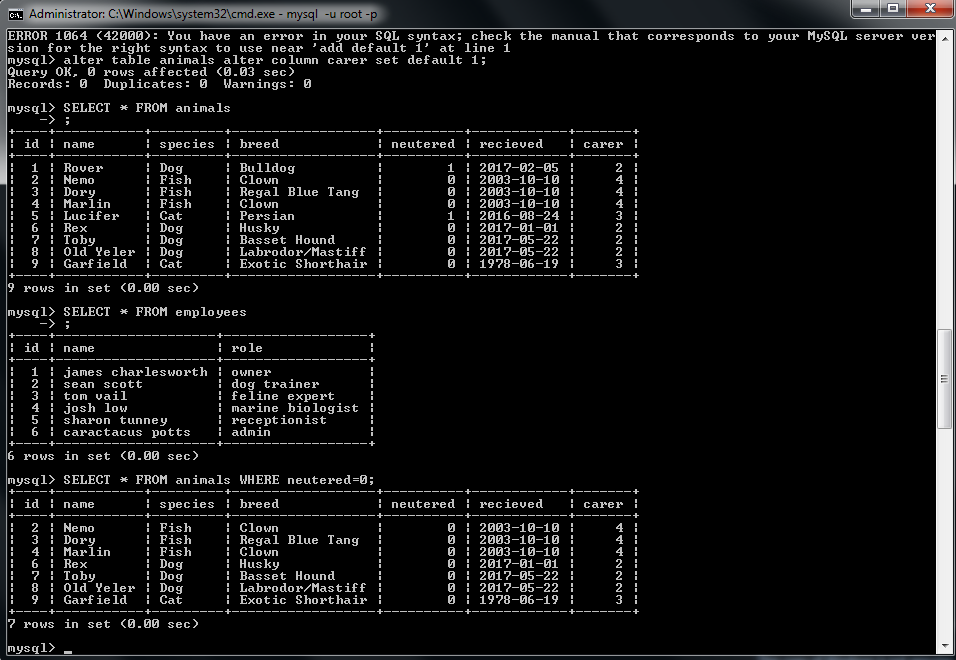 Administrator: C:\Windows\system32\cmd.exe - mysql  -u root -p
ERROR 1064 (42000): You have an error in your SQL syntax; check the manual that corresponds to your MySQL server ver
sion for the right syntax to use near 'add default 1' at line 1
mysql> alter table animals alter column carer set default 1;
Query OK, 0 rows affected (0.03 sec)
Records: 0  Duplicates: 0  Warnings: 0
mysql> SELECT * FROM animals
    -> ;
+----+-----------+---------+-------------------+----------+------------+-------+
| id | name      | species | breed             | neutered | recieved   | carer |
+----+-----------+---------+-------------------+----------+------------+-------+
|  1 | Rover     | Dog     | Bulldog           |        1 | 2017-02-05 |     2 |
|  2 | Nemo      | Fish    | Clown             |        0 | 2003-10-10 |     4 |
|  3 | Dory      | Fish    | Regal Blue Tang   |        0 | 2003-10-10 |     4 |
|  4 | Marlin    | Fish    | Clown             |        0 | 2003-10-10 |     4 |
|  5 | Lucifer   | Cat     | Persian           |        1 | 2016-08-24 |     3 |
|  6 | Rex       | Dog     | Husky             |        0 | 2017-01-01 |     2 |
|  7 | Toby      | Dog     | Basset Hound      |        0 | 2017-05-22 |     2 |
|  8 | Old Yeler | Dog     | Labrodor/Mastiff  |        0 | 2017-05-22 |     2 |
|  9 | Garfield  | Cat     | Exotic Shorthair  |        0 | 1978-06-19 |     3 |
+----+-----------+---------+-------------------+----------+------------+-------+
9 rows in set (0.00 sec)
mysql> SELECT * FROM employees
    -> ;
+----+--------------------+------------------+
| id | name               | role             |
+----+--------------------+------------------+
|  1 | james charlesworth | owner            |
|  2 | sean scott         | dog trainer      |
|  3 | tom vail           | feline expert    |
|  4 | josh low           | marine biologist |
|  5 | sharon tunney      | receptionist     |
|  6 | caractacus potts   | admin            |
+----+--------------------+------------------+
6 rows in set (0.00 sec)
mysql> SELECT * FROM animals WHERE neutered=0;
+----+-----------+---------+-------------------+----------+------------+-------+
| id | name      | species | breed             | neutered | recieved   | carer |
+----+-----------+---------+-------------------+----------+------------+-------+
|  2 | Nemo      | Fish    | Clown             |        0 | 2003-10-10 |     4 |
|  3 | Dory      | Fish    | Regal Blue Tang   |        0 | 2003-10-10 |     4 |
|  4 | Marlin    | Fish    | Clown             |        0 | 2003-10-10 |     4 |
|  6 | Rex       | Dog     | Husky             |        0 | 2017-01-01 |     2 |
|  7 | Toby      | Dog     | Basset Hound      |        0 | 2017-05-22 |     2 |
|  8 | Old Yeler | Dog     | Labrodor/Mastiff  |        0 | 2017-05-22 |     2 |
|  9 | Garfield  | Cat     | Exotic Shorthair  |        0 | 1978-06-19 |     3 |
+----+-----------+---------+-------------------+----------+------------+-------+
7 rows in set (0.00 sec)
mysql> _